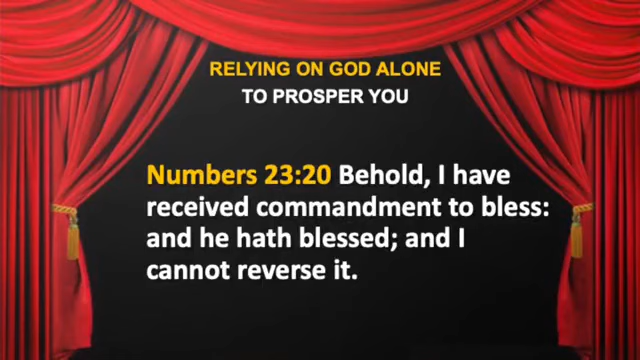 RELYING ON GOD ALONE
TO PROSPER YOU
Numbers 23:20 Behold, I have
received commandment to bless:
and he hath blessed; and I
cannot reverse it.